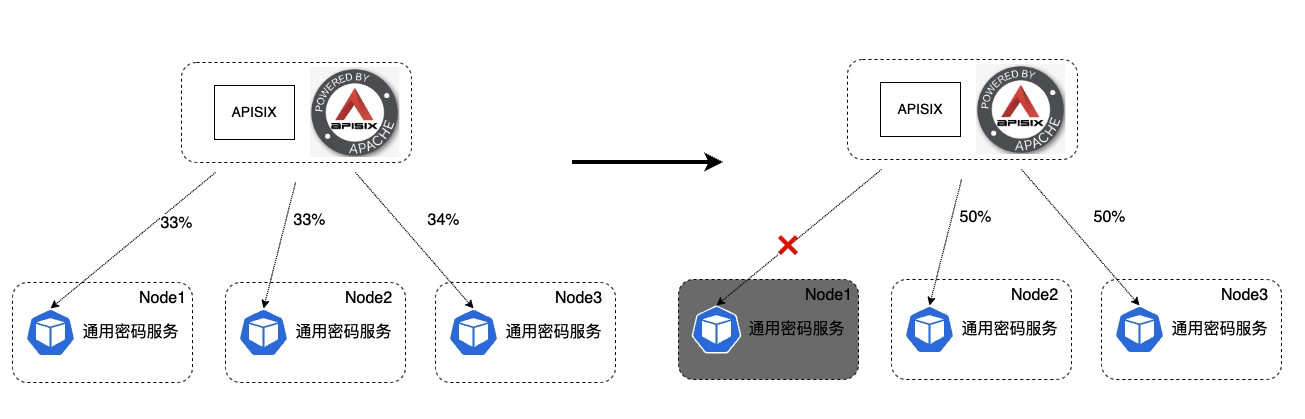 APISIX
POWERED BY
APISIX
APACHE
33%
33%
34%
Node1
通用密码服务
Node2
通用密码服务
Node3
通用密码服务
APISIX
POWERED BY
APISIX
APACHE
50%
50%
Node1
通用密码服务
Node2
通用密码服务
Node3
通用密码服务